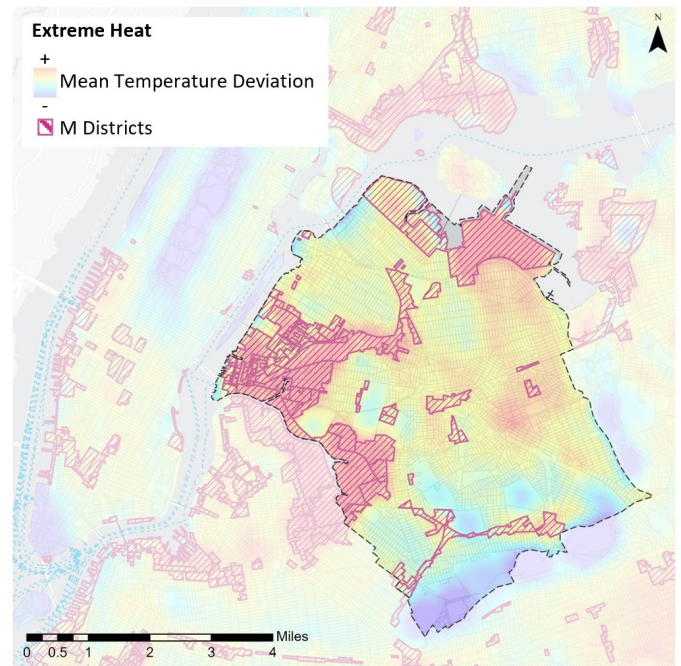 Extreme Heat
+
Mean Temperature Deviation
-
M Districts
N
Miles
0 0.5 1 2 3 4